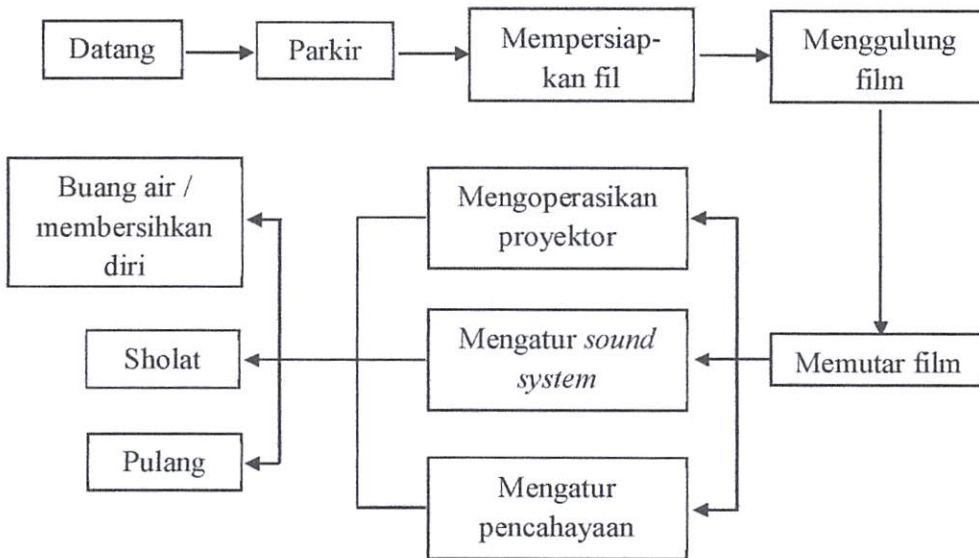 Datang
Parkir
Mempersiap-
kan fil
Menggulung
film
Buang air /
membersihkan
diri
Mengoperasikan
proyektor
Sholat
Mengatur sound
system
Memutar film
Pulang
Mengatur
pencahayaan